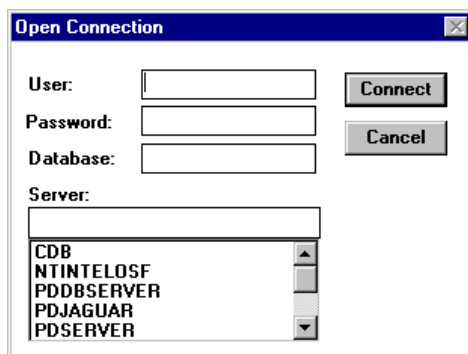 Open Connection
User:
Connect
Password:
Cancel
Database:
Server:
CDB
NTINTELOSF
PDDBSERVER
PDJAGUAR
PDSERVER